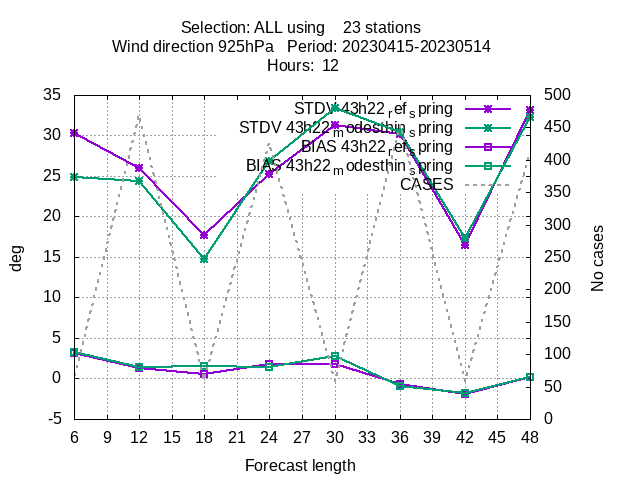 Selection: ALL using    23 stations
Wind direction 925hPa   Period: 20230415-20230514
Hours:  12
STDV 43h22_ref_spring
STDV 43h22_modesthin_spring
BIAS 43h22_ref_spring
BIAS 43h22_modesthin_spring
CASES
35
30
25
20
15
10
5
0
-5
deg
500
450
400
350
300
250
200
150
100
50
0
No cases
6 9 12 15 18 21 24 27 30 33 36 39 42 45 48
Forecast length